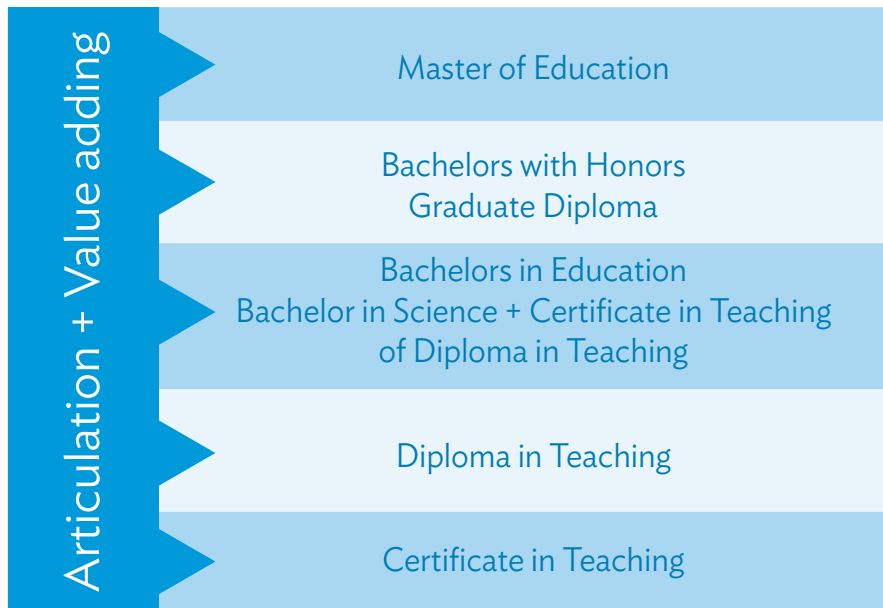 Articulation + Value adding
Master of Education
Bachelors with Honors
Graduate Diploma
Bachelors in Education
Bachelor in Science + Certificate in Teaching
of Diploma in Teaching
Diploma in Teaching
Certificate in Teaching